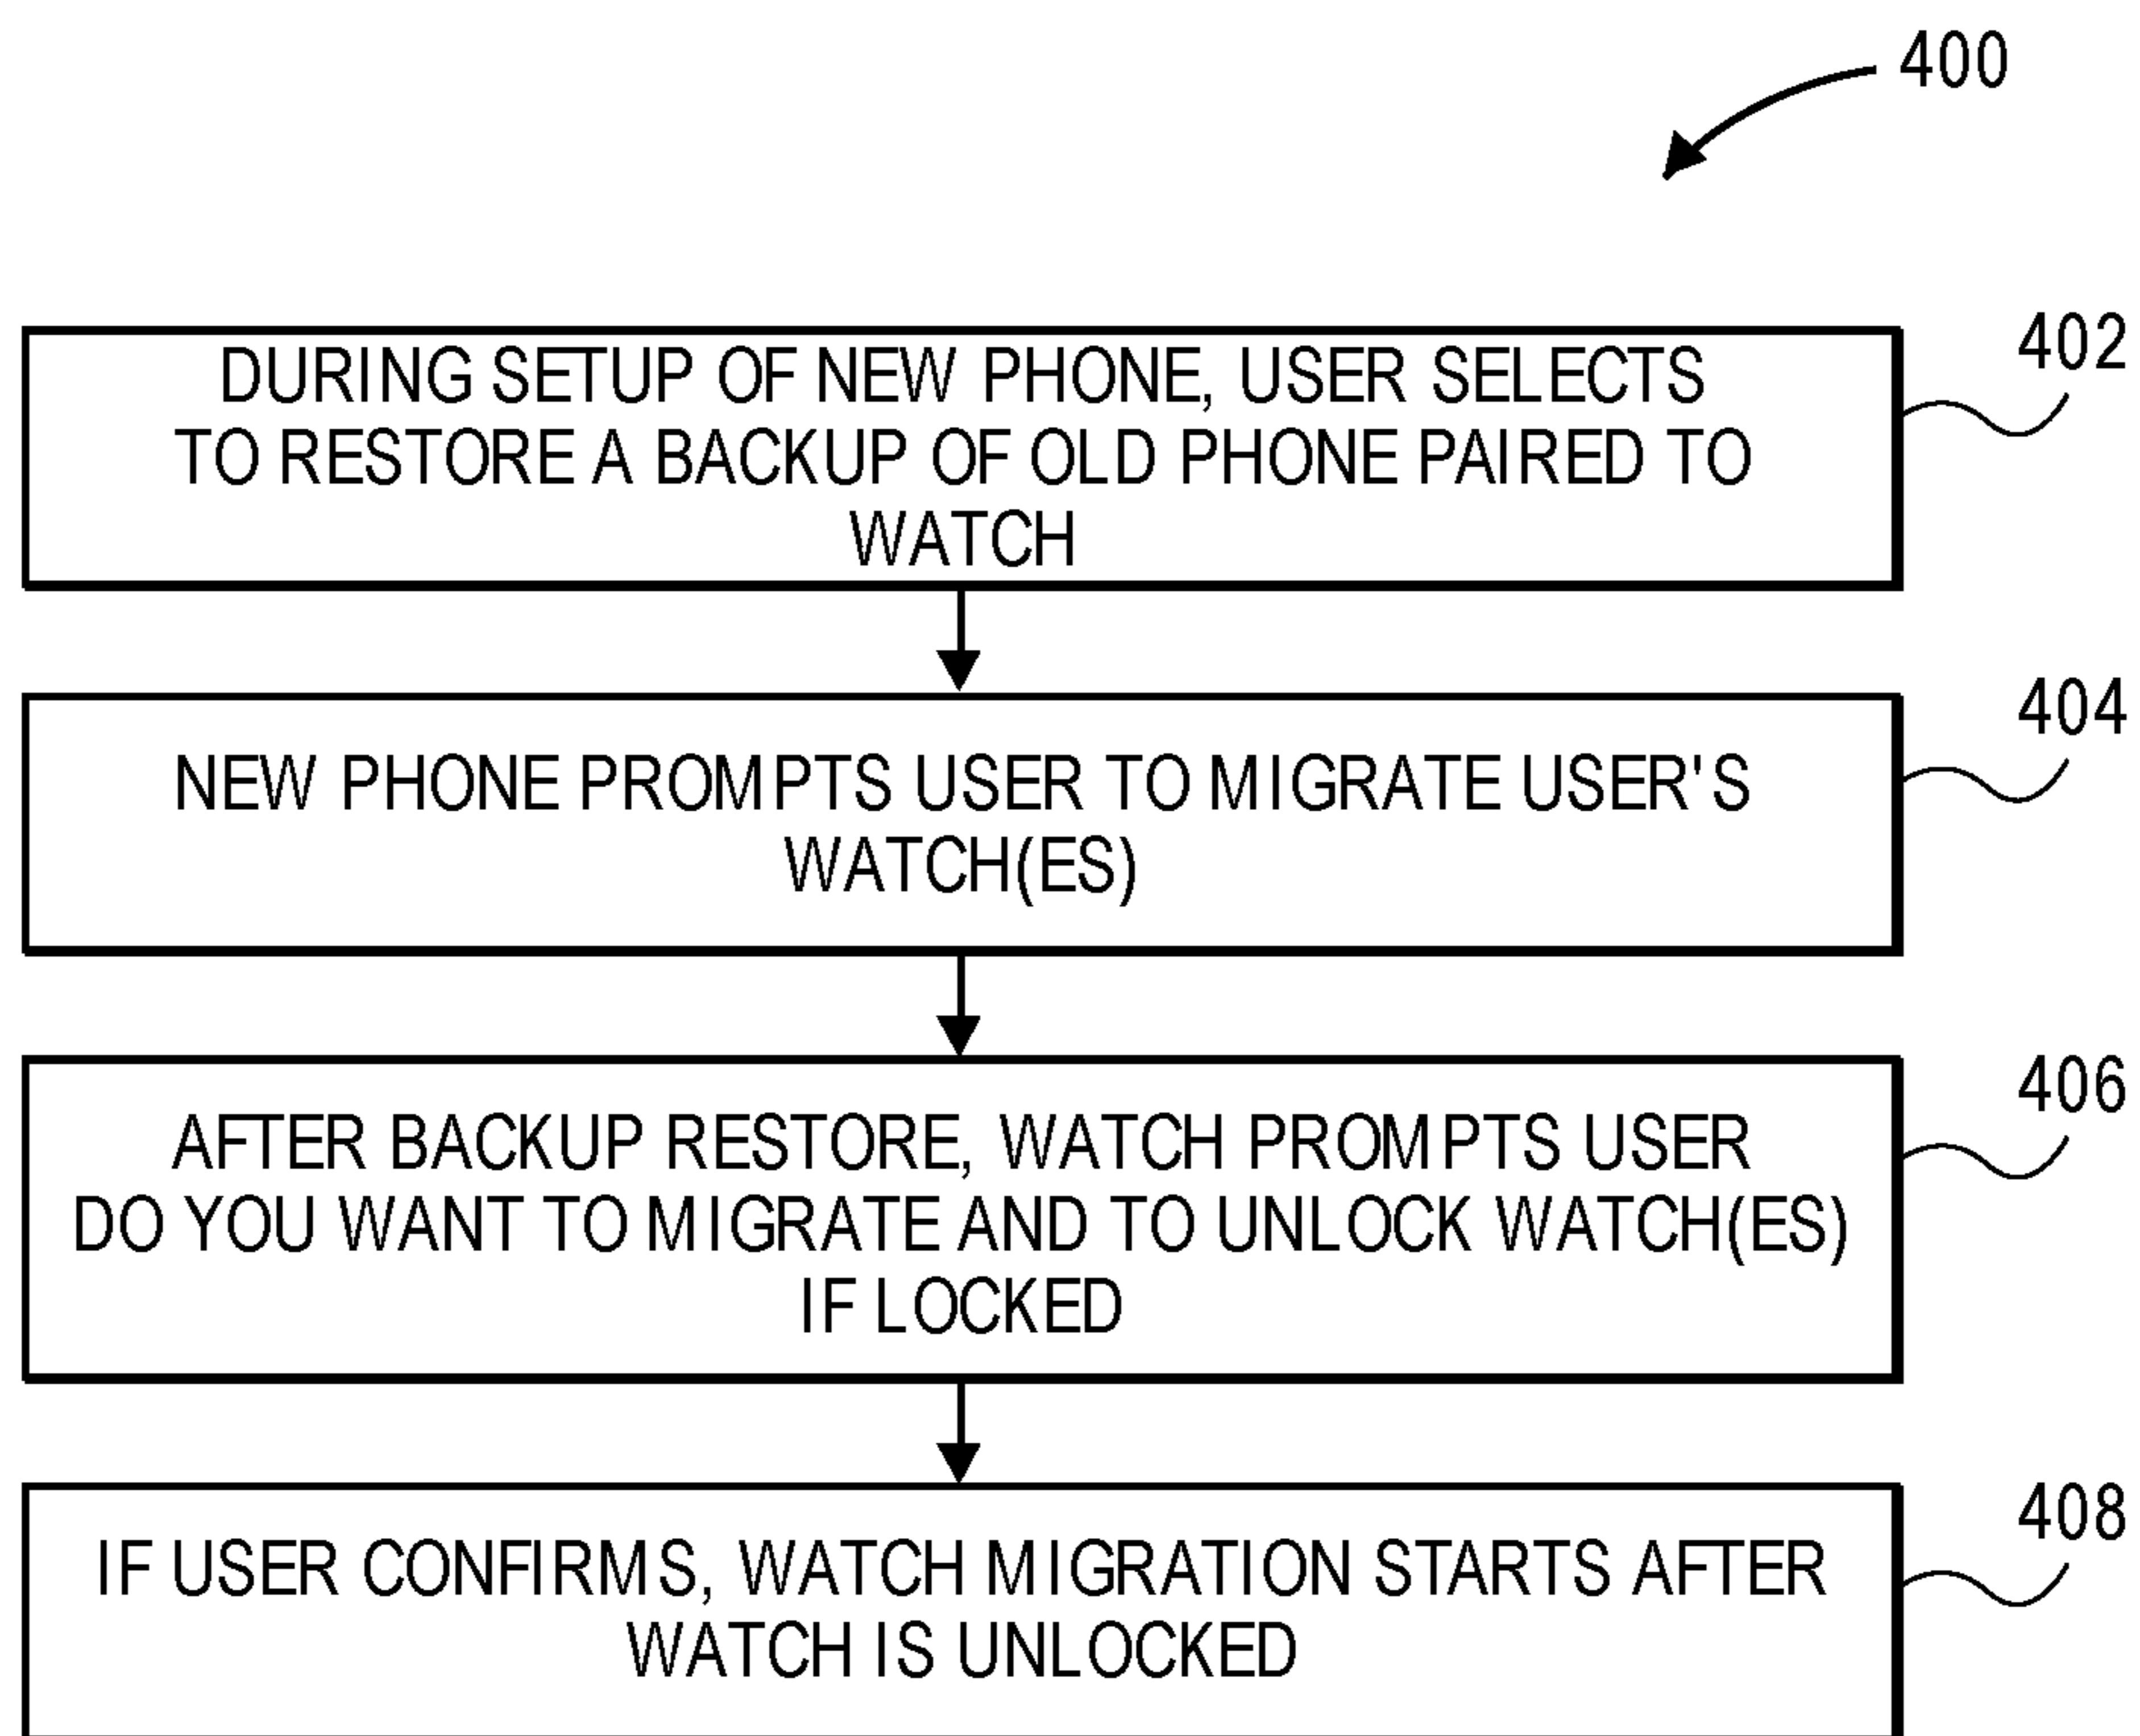 400
402
DURING SETUP OF NEW PHONE, USER SELECTS
TO RESTORE A BACKUP OF OLD PHONE PAIRED TO
WATCH
404
NEW PHONE PROMPTS USER TO MIGRATE USER'S
WATCH(ES)
406
AFTER BACKUP RESTORE, WATCH PROMPTS USER
DO YOU WANT TO MIGRATE AND TO UNLOCK WATCH(ES)
IF LOCKED
408
IF USER CONFIRMS, WATCH MIGRATION STARTS AFTER
WATCH IS UNLOCKED